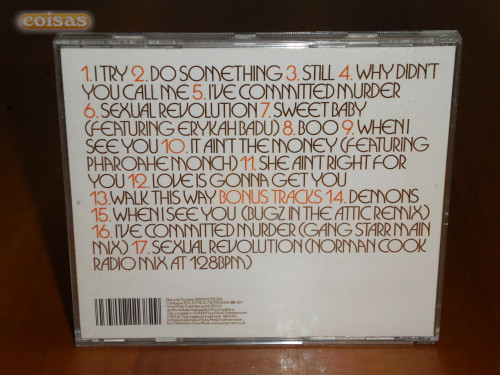 coisas
1. I TRY 2. DO SOMETHING 3. STILL 4. WHY DIDN'T
YOU CALL ME 5. I'VE COMMITTED MURDER
6. SEXUAL REVOLUTION 7. SWEET BABY
(FEATURING ERYKAH BADU) 8. BOO 9. WHEN I
SEE YOU 10. IT AIN'T THE MONEY (FEATURING
PHAROAHE MONCH) 11. SHE AIN'T RIGHT FOR
YOU 12. LOVE IS GONNA GET YOU
13. WALK THIS WAY BONUS TRACKS 14. DEMONS
15. WHEN I SEE YOU (BUGZ IN THE ATTIC REMIX)
16. I'VE COMMITTED MURDER (GANG STARR MAIN
MIX) 17. SEXUAL REVOLUTION (NORMAN COOK
RADIO MIX AT 128BPM)